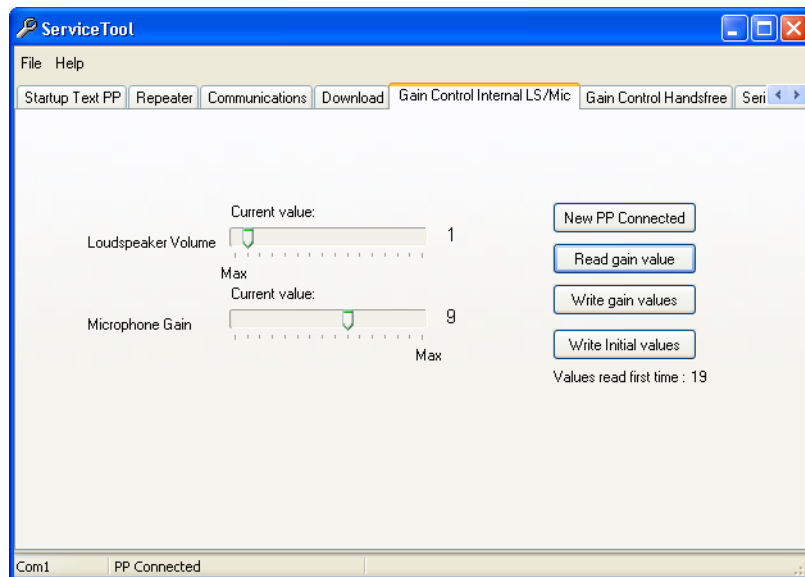 ServiceTool
File Help
Startup Text PP Repeater Communications Download Gain Control Internal LS/Mic Gain Control Handsfree Seri
Current value:
Loudspeaker Volume 1
Max
Current value:
Microphone Gain 9
Max
New PP Connected
Read gain value
Write gain values
Write Initial values
Values read first time : 19
Com1 PP Connected